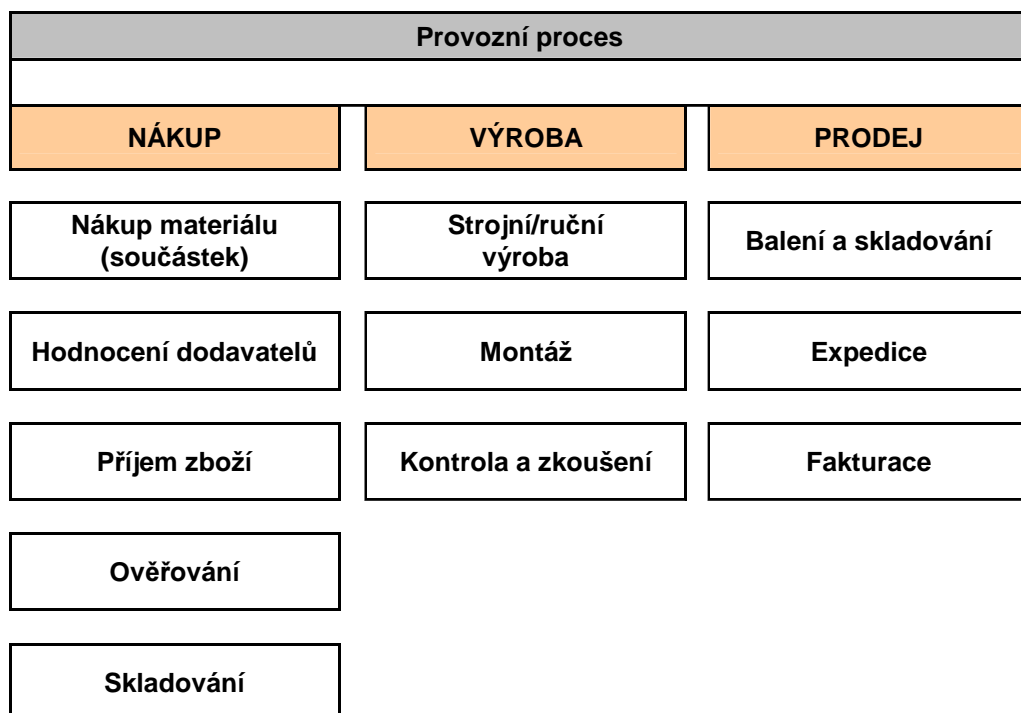 Provozní proces
NÁKUP
VÝROBA
PRODEJ
Nákup materiálu
(součástek)
Strojní/ruční
výroba
Balení a skladování
Hodnocení dodavatelů
Montáž
Expedice
Příjem zboží
Kontrola a zkoušení
Fakturace
Ověřování
Skladování